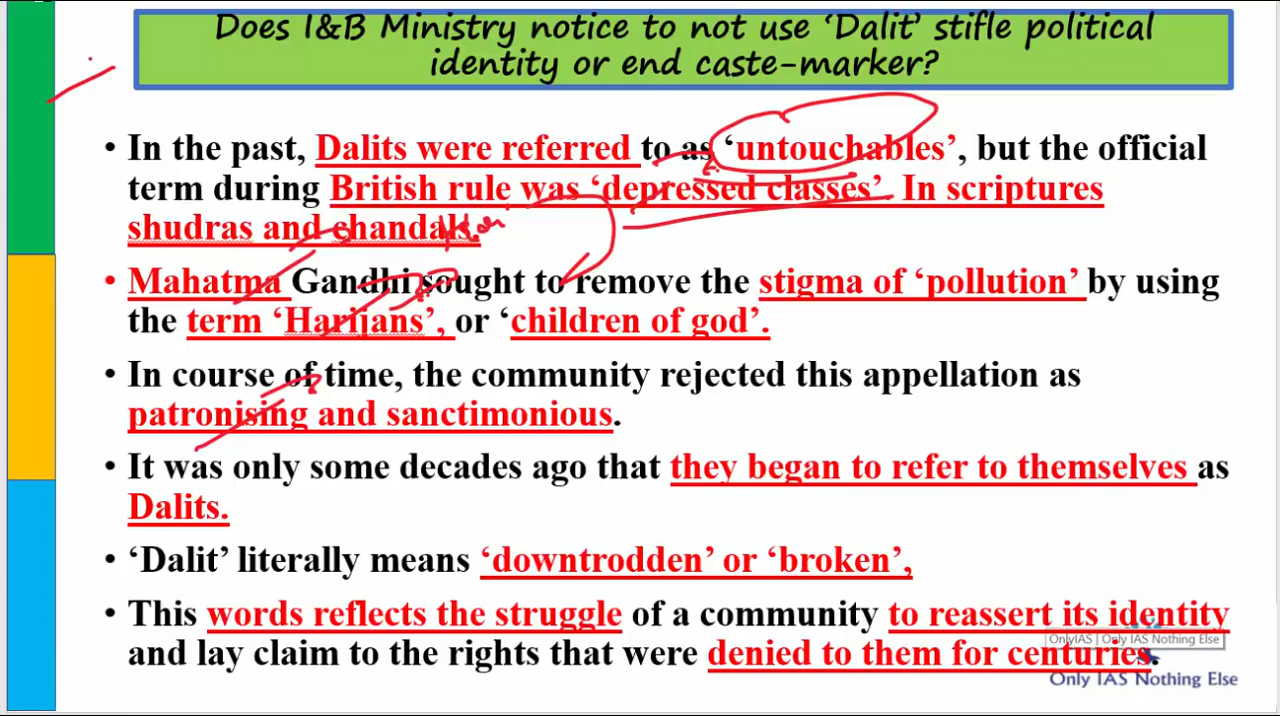 Does I&B Ministry notice to not use ‘Dalit’ stifle political
identity or end caste-marker?
• In the past, Dalits were referred to as ‘untouchables’, but the official
term during British rule was ‘depressed classes’. In scriptures
shudras and chandals.
• Mahatma Gandhi sought to remove the stigma of ‘pollution’ by using
the term ‘Harijans’, or ‘children of god’.
• In course of time, the community rejected this appellation as
patronising and sanctimonious.
• It was only some decades ago that they began to refer to themselves as
Dalits.
• ‘Dalit’ literally means ‘downtrodden’ or ‘broken’,
• This words reflects the struggle of a community to reassert its identity
and lay claim to the rights that were denied to them for centuries.
OnlyIAS | Only IAS Nothing Else
Only IAS Nothing Else